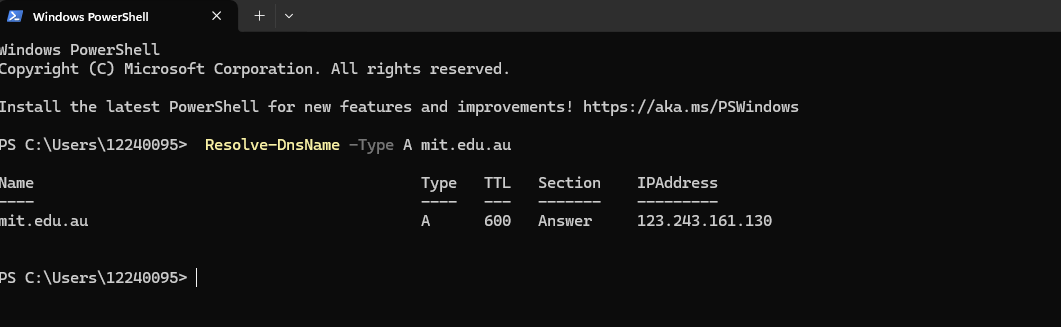 Windows PowerShell
Windows PowerShell
Copyright (C) Microsoft Corporation. All rights reserved.
Install the latest PowerShell for new features and improvements! https://aka.ms/PSWindows
PS C:\Users\12240095>  Resolve-DnsName -Type A mit.edu.au
Name Type TTL Section IPAddress
---- ---- --- ------- ---------
mit.edu.au A 600 Answer 123.243.161.130
PS C:\Users\12240095>